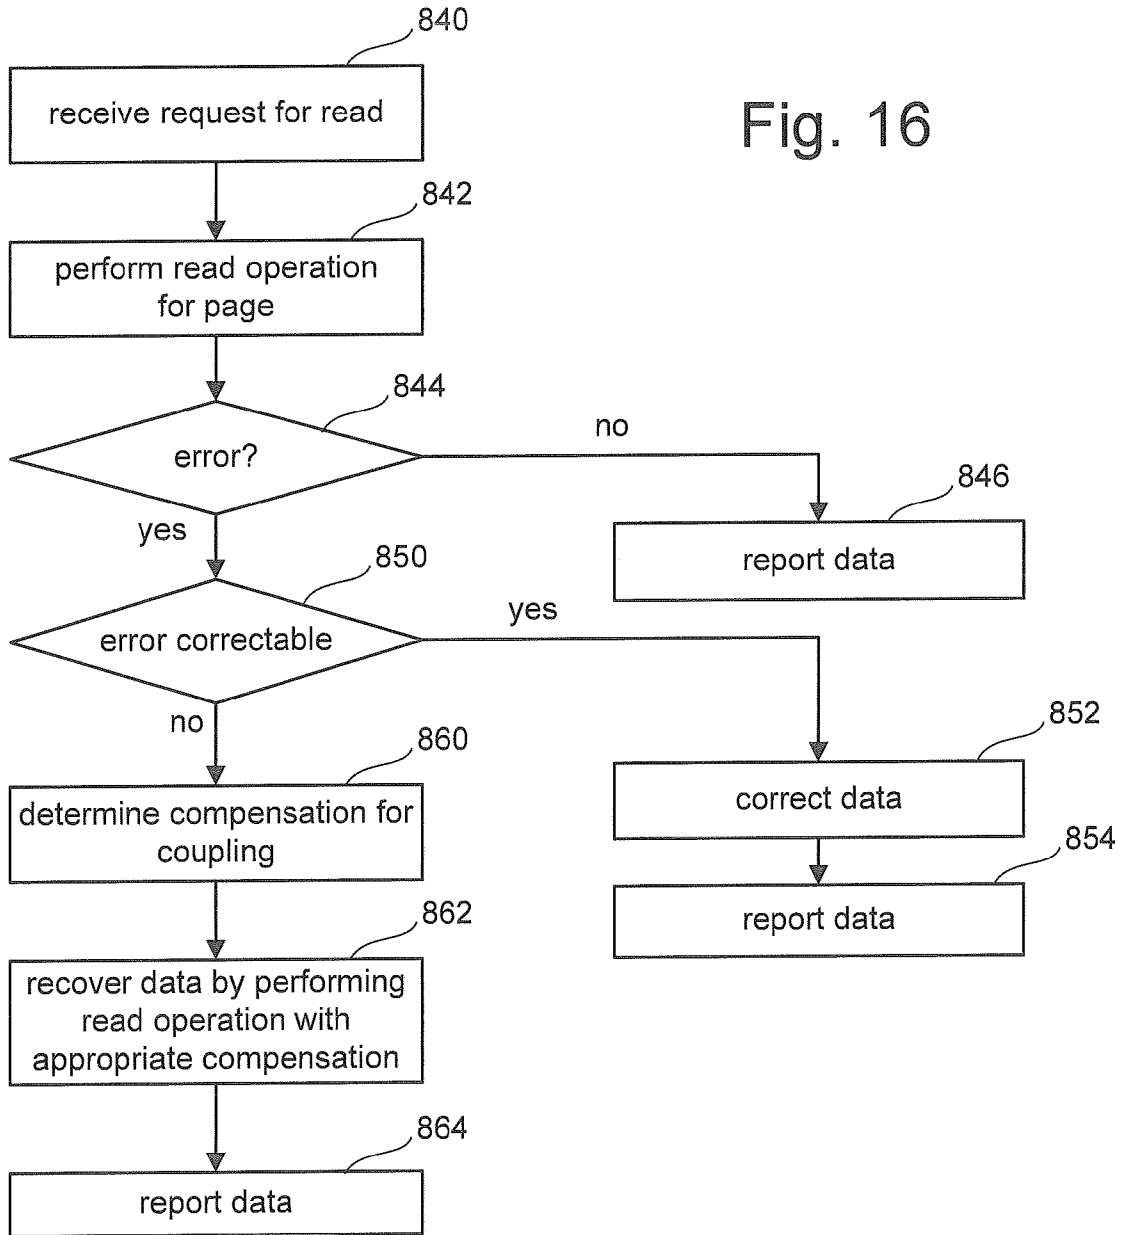 840
receive request for read
Fig. 16
842
perform read operation
for page
844
error?
no
846
report data
yes
850
error correctable
yes
852
correct data
no
860
determine compensation for
coupling
854
report data
862
recover data by performing
read operation with
appropriate compensation
864
report data